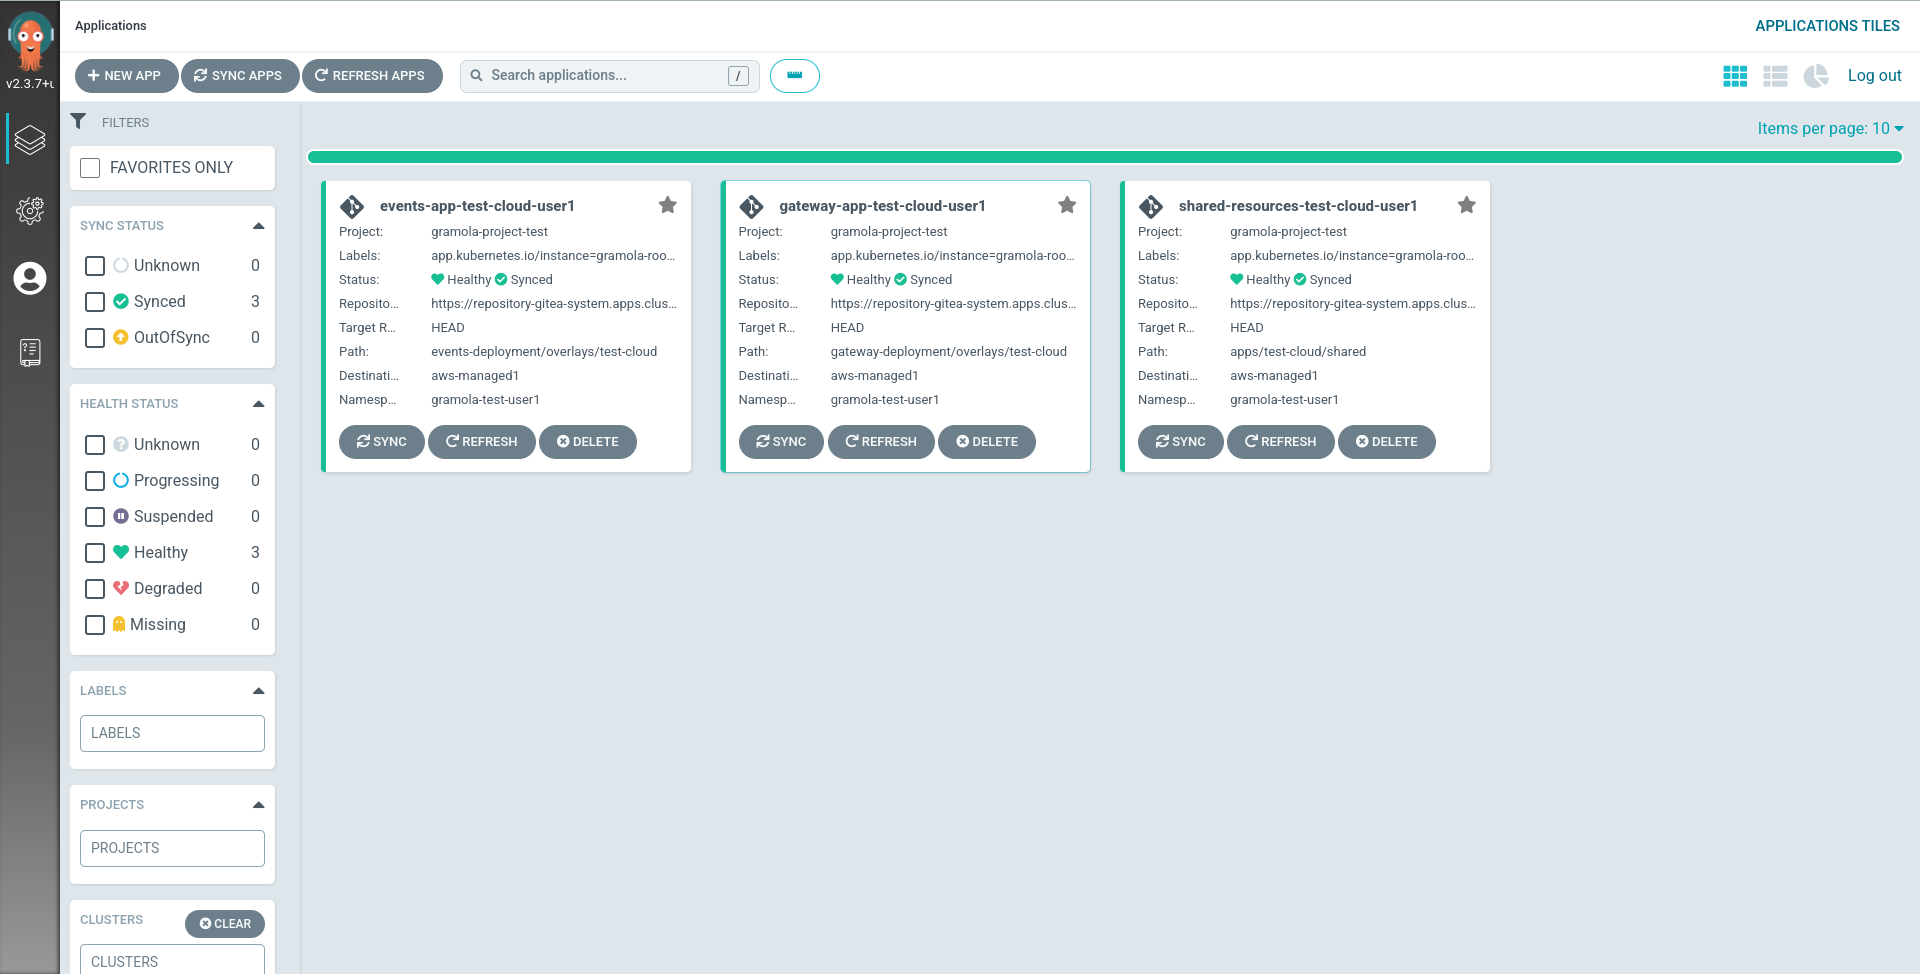 Applications
APPLICATIONS TILES
v2.3.7+
NEW APP
SYNC APPS
REFRESH APPS
Search applications...
/
Log out
FILTERS
Items per page: 10
FAVORITES ONLY
SYNC STATUS
Unknown 0
Synced 3
OutOfSync 0
HEALTH STATUS
Unknown 0
Progressing 0
Suspended 0
Healthy 3
Degraded 0
Missing 0
LABELS
LABELS
PROJECTS
PROJECTS
CLUSTERS
CLEAR
CLUSTERS
events-app-test-cloud-user1
Project: gramola-project-test
Labels: app.kubernetes.io/instance=gramola-roo...
Status: Healthy Synced
Reposito... https://repository-gitea-system.apps.clus...
Target R... HEAD
Path: events-deployment/overlays/test-cloud
Destinati... aws-managed1
Namesp... gramola-test-user1
SYNC REFRESH DELETE
gateway-app-test-cloud-user1
Project: gramola-project-test
Labels: app.kubernetes.io/instance=gramola-roo...
Status: Healthy Synced
Reposito... https://repository-gitea-system.apps.clus...
Target R... HEAD
Path: gateway-deployment/overlays/test-cloud
Destinati... aws-managed1
Namesp... gramola-test-user1
SYNC REFRESH DELETE
shared-resources-test-cloud-user1
Project: gramola-project-test
Labels: app.kubernetes.io/instance=gramola-roo...
Status: Healthy Synced
Reposito... https://repository-gitea-system.apps.clus...
Target R... HEAD
Path: apps/test-cloud/shared
Destinati... aws-managed1
Namesp... gramola-test-user1
SYNC REFRESH DELETE